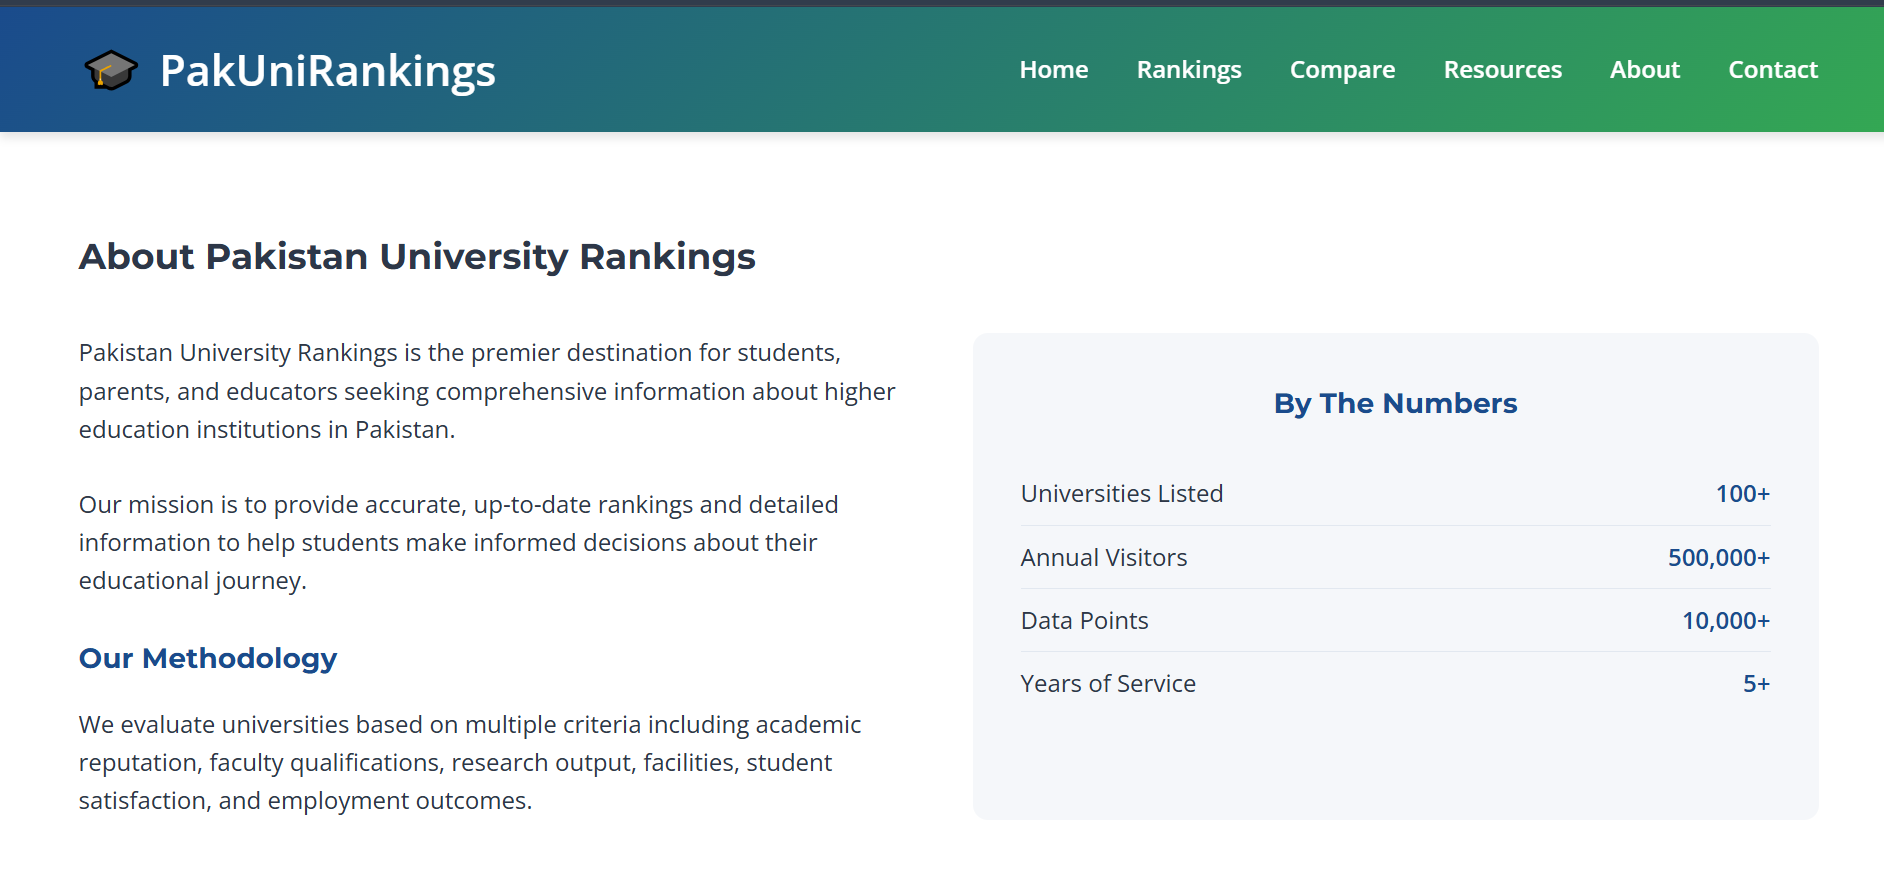 PakUniRankings
Home
Rankings
Compare
Resources
About
Contact
About Pakistan University Rankings
Pakistan University Rankings is the premier destination for students,
parents, and educators seeking comprehensive information about higher
education institutions in Pakistan.
Our mission is to provide accurate, up-to-date rankings and detailed
information to help students make informed decisions about their
educational journey.
Our Methodology
We evaluate universities based on multiple criteria including academic
reputation, faculty qualifications, research output, facilities, student
satisfaction, and employment outcomes.
By The Numbers
Universities Listed 100+
Annual Visitors 500,000+
Data Points 10,000+
Years of Service 5+